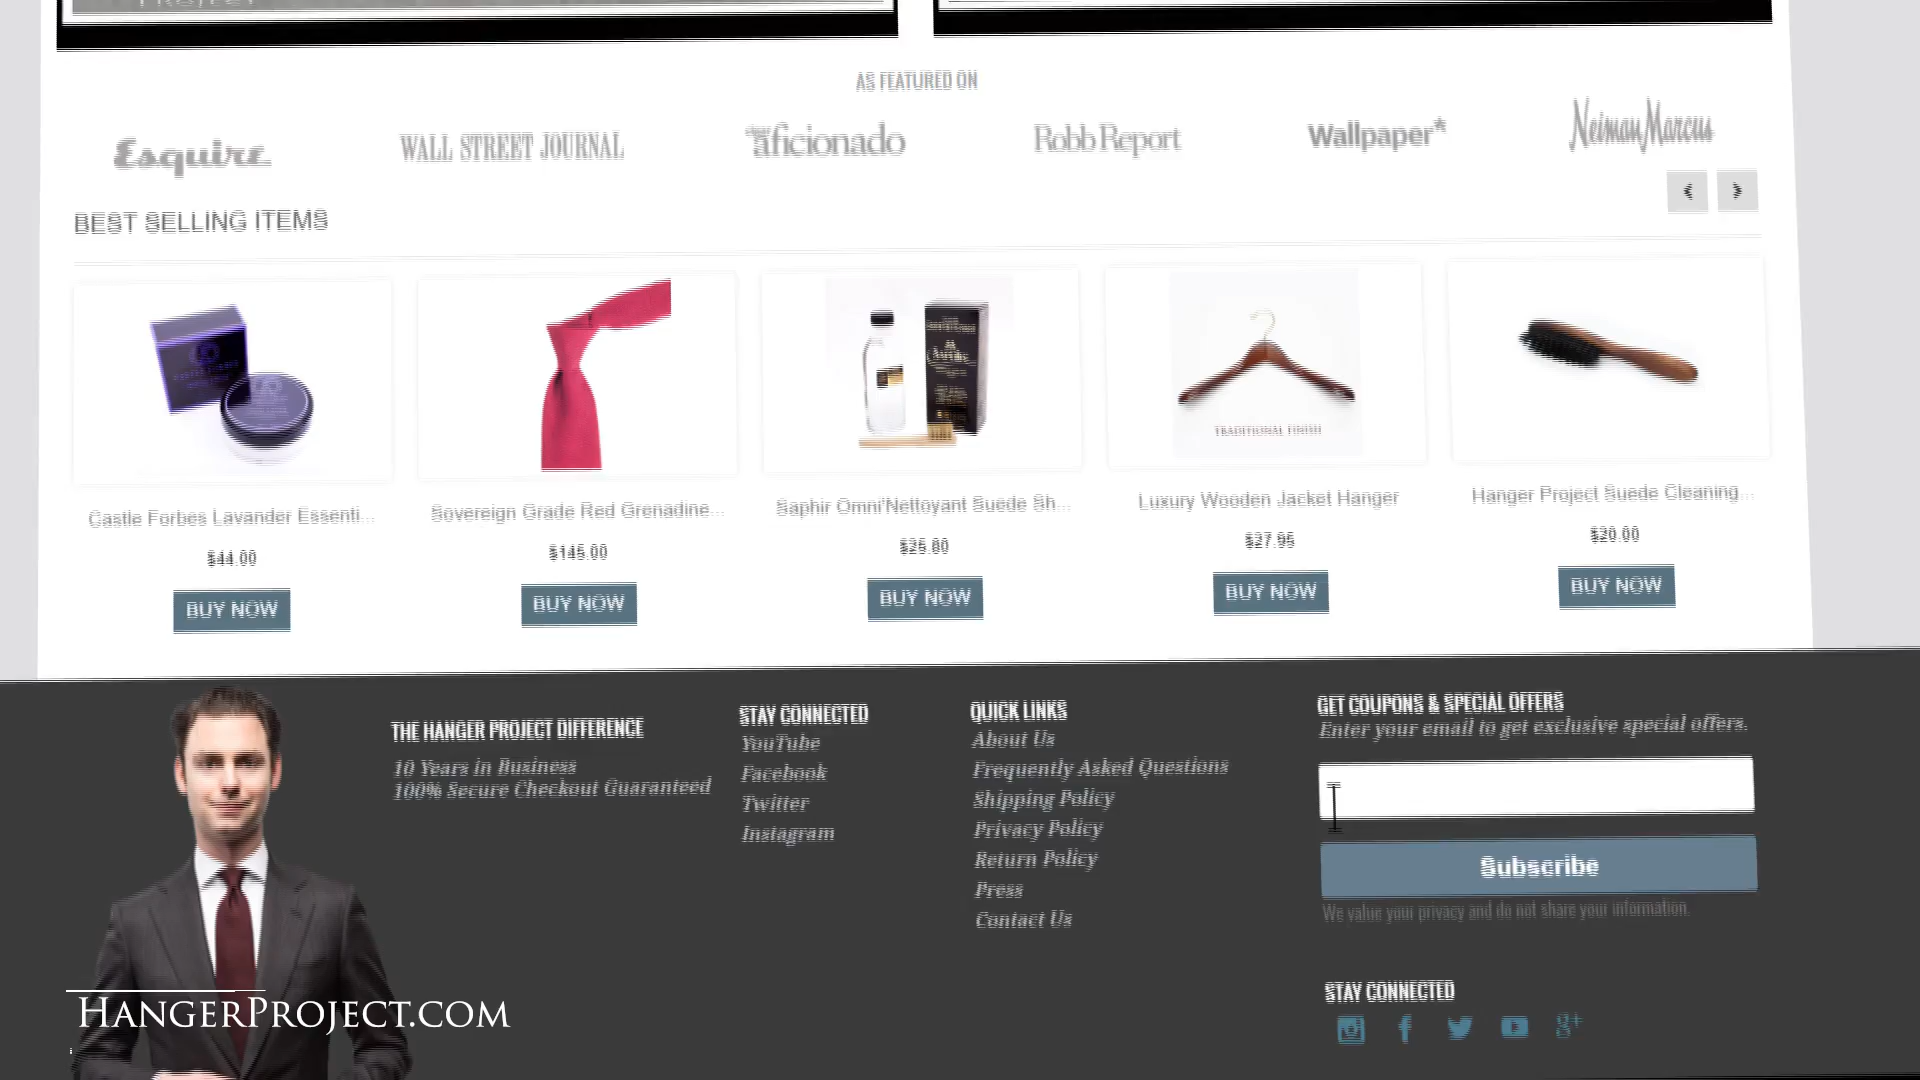 AS FEATURED ON
Esquire
WALL STREET JOURNAL
aficionado
Robb Report
Wallpaper*
Neiman Marcus
BEST SELLING ITEMS
TRADITIONAL FINISH
Castle Forbes Lavander Essenti...
Sovereign Grade Red Grenadine...
Saphir Omni'Nettoyant Suede Sh...
Luxury Wooden Jacket Hanger
Hanger Project Suede Cleaning...
$44.00
$145.00
$27.95
$20.00
BUY NOW
BUY NOW
BUY NOW
BUY NOW
BUY NOW
THE HANGER PROJECT DIFFERENCE
10 Years in Business
100% Secure Checkout Guaranteed
STAY CONNECTED
YouTube
Facebook
Twitter
Instagram
QUICK LINKS
About Us
Frequently Asked Questions
Shipping Policy
Privacy Policy
Return Policy
Press
Contact Us
GET COUPONS & SPECIAL OFFERS
Enter your email to get exclusive special offers.
Subscribe
We value your privacy and do not share your information.
STAY CONNECTED
HANGERPROJECT.COM